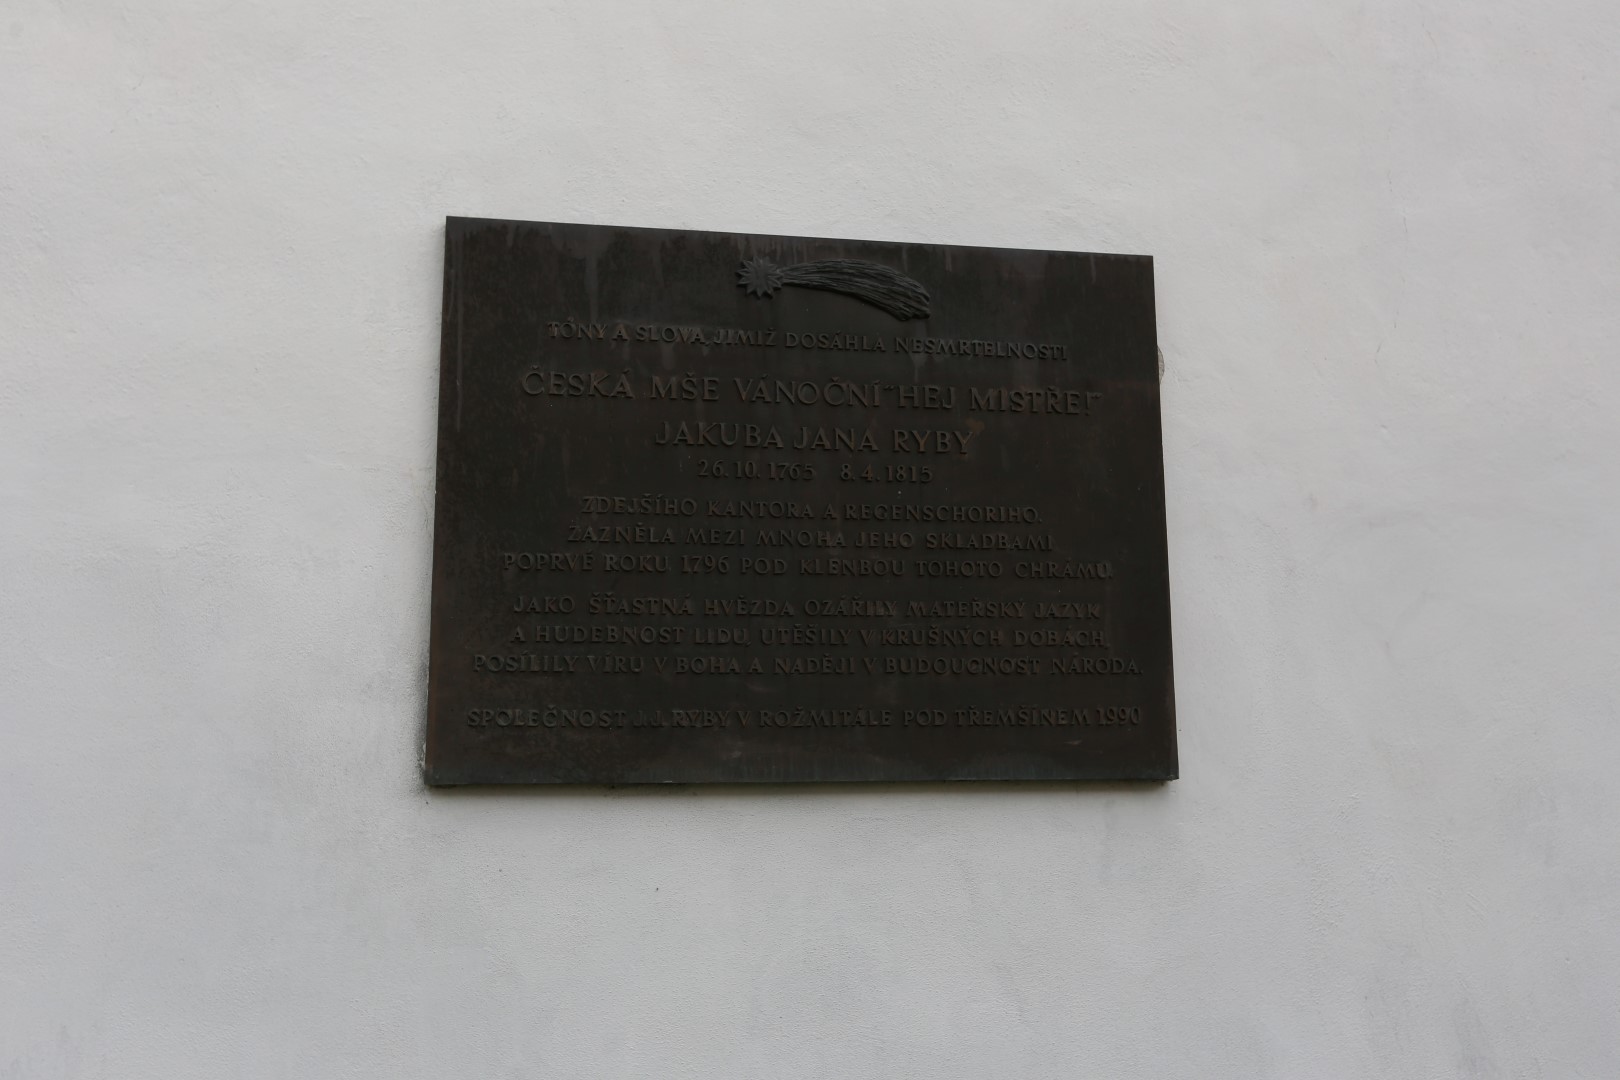 TÓNY A SLOVA, JIMIŽ DOSÁHLA NESMRTELNOSTI
ČESKÁ MŠE VÁNOČNÍ "HEJ MISTŘE!"
JAKUBA JANA RYBY
26. 10. 1765 8. 4. 1815
ZDEJŠÍHO KANTORA A REGENSCHORIHO,
ZAZNĚLA MEZI MNOHA JEHO SKLADBAMI
POPRVÉ ROKU 1796 POD KLENBOU TOHOTO CHRÁMU.
JAKO ŠŤASTNÁ HVĚZDA OZÁŘILY MATEŘSKÝ JAZYK
A HUDEBNOST LIDU, UTĚŠILY V KRUŠNÝCH DOBÁCH,
POSÍLILY VÍRU V BOHA A NADĚJI V BUDOUCNOST NÁRODA.
SPOLEČNOST J. J. RYBY V ROŽMITÁLE POD TŘEMŠÍNEM 1990